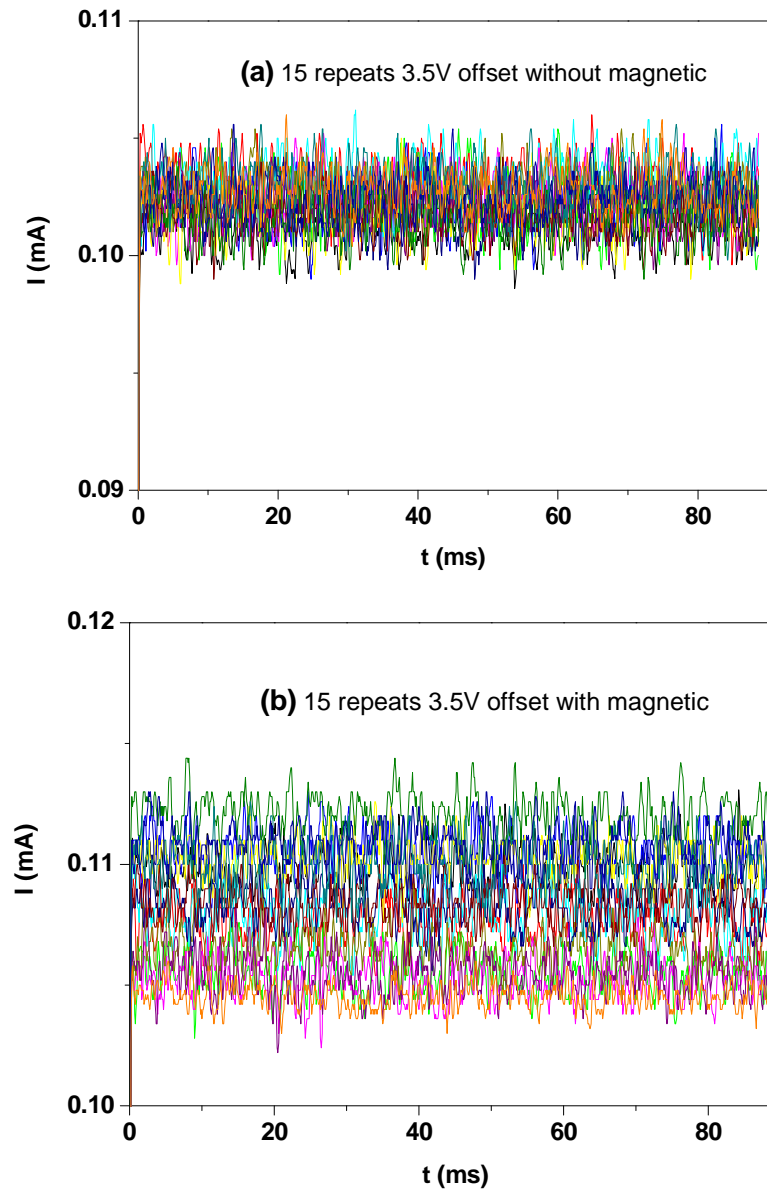 0.11
(a) 15 repeats 3.5V offset without magnetic
0.10
I (mA)
0.09
0 20 40 60 80
t (ms)
0.12
(b) 15 repeats 3.5V offset with magnetic
0.11
I (mA)
0.10
0 20 40 60 80
t (ms)